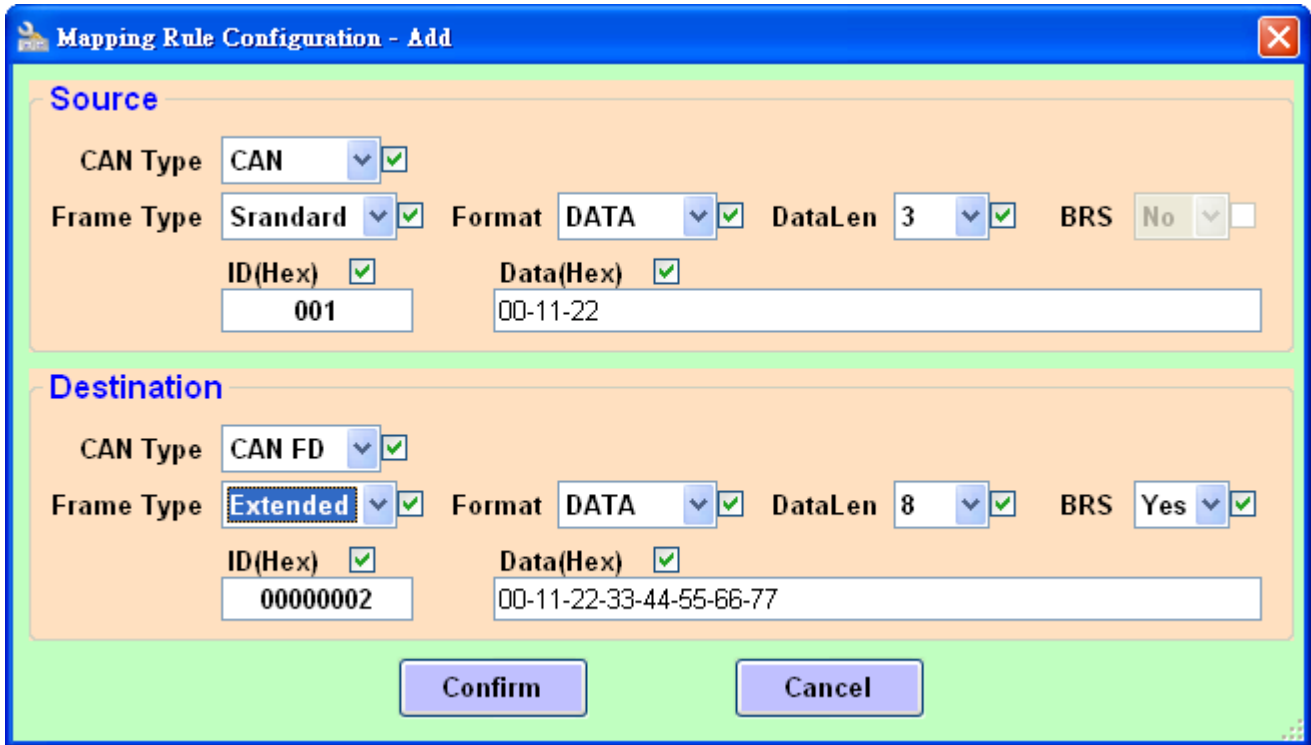 Mapping Rule Configuration - Add
Source
CAN Type CAN
Frame Type Srandard Format DATA DataLen 3 BRS No
ID(Hex) Data(Hex)
001 00-11-22
Destination
CAN Type CAN FD
Frame Type Extended Format DATA DataLen 8 BRS Yes
ID(Hex) Data(Hex)
00000002 00-11-22-33-44-55-66-77
Confirm Cancel